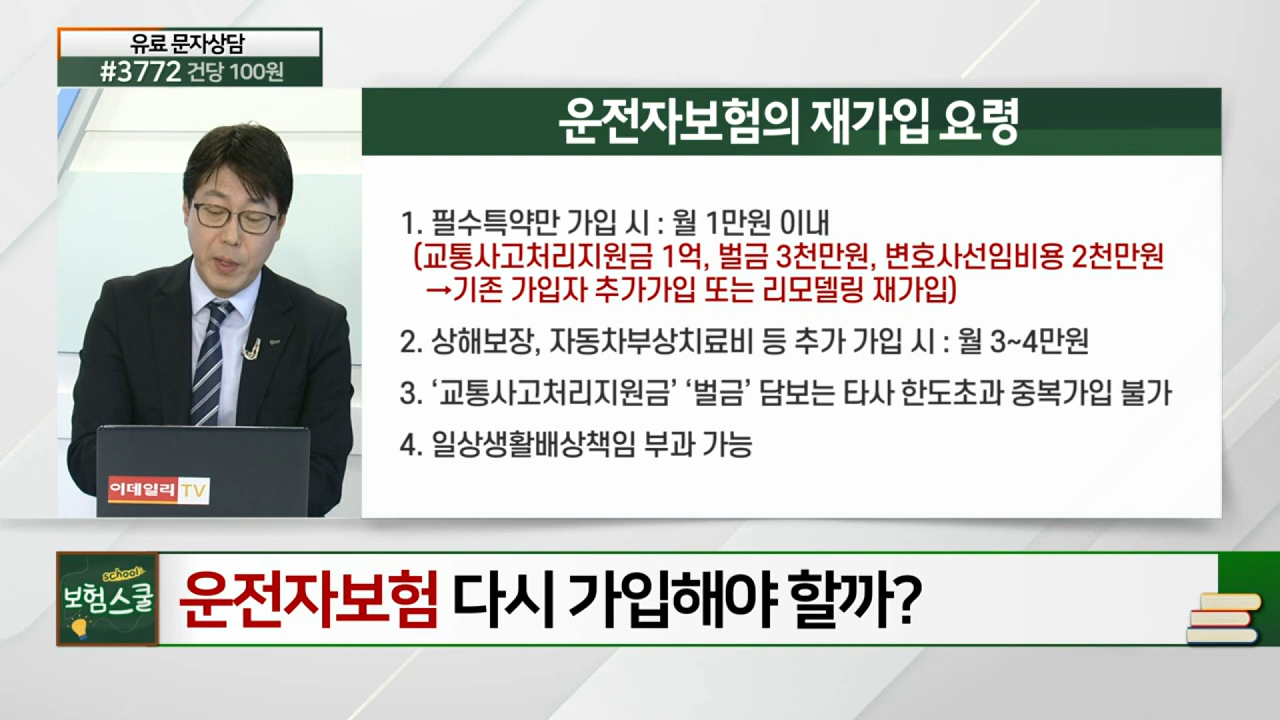 유료 문자상담
#3772 건당 100원
운전자보험의 재가입 요령
1. 필수특약만 가입 시 : 월 1만원 이내
(교통사고처리지원금 1억, 벌금 3천만원, 변호사선임비용 2천만원
→기존 가입자 추가가입 또는 리모델링 재가입)
2. 상해보장, 자동차부상치료비 등 추가 가입 시 : 월 3~4만원
3. ‘교통사고처리지원금’ ‘벌금’ 담보는 타사 한도초과 중복가입 불가
4. 일상생활배상책임 부과 가능
이데일리TV
school
보험스쿨
운전자보험 다시 가입해야 할까?